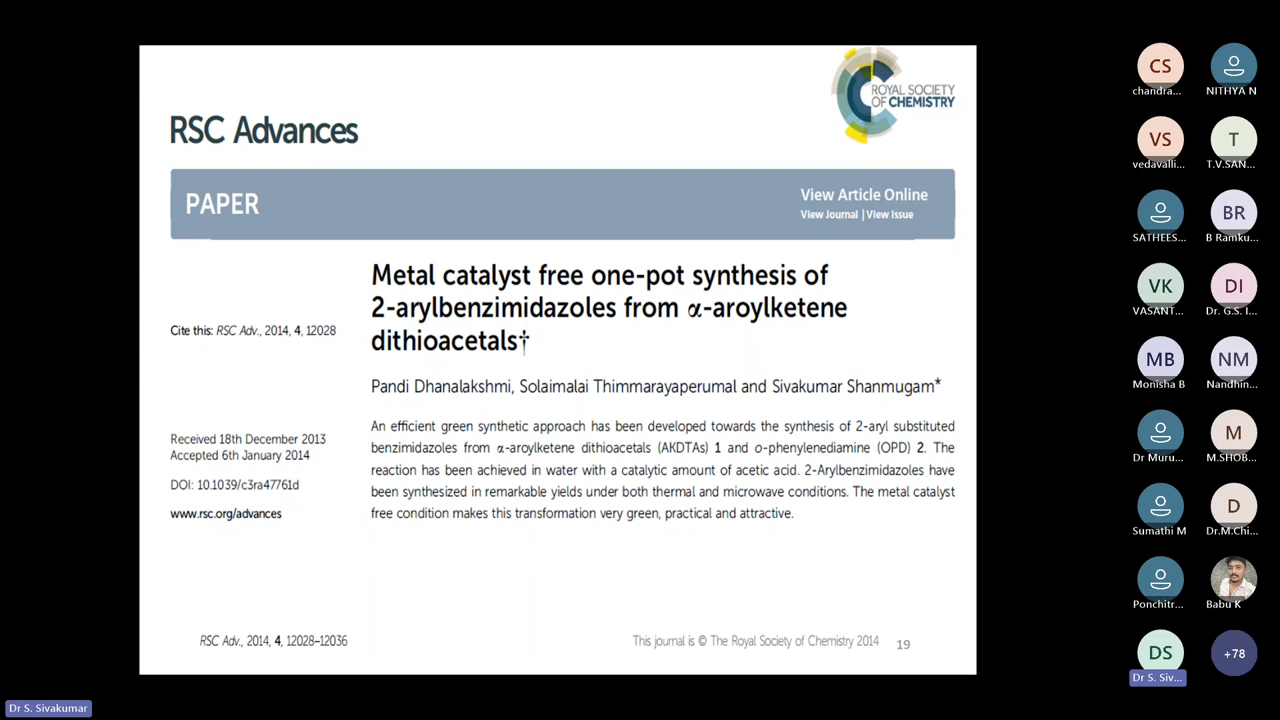 ROYAL SOCIETY
OF CHEMISTRY
RSC Advances
PAPER
View Article Online
View Journal | View Issue
Metal catalyst free one-pot synthesis of
2-arylbenzimidazoles from α-aroylketene
dithioacetals†
Cite this: RSC Adv., 2014, 4, 12028
Pandi Dhanalakshmi, Solaimalai Thimmarayaperumal and Sivakumar Shanmugam*
An efficient green synthetic approach has been developed towards the synthesis of 2-aryl substituted
benzimidazoles from α-aroylketene dithioacetals (AKDTAs) 1 and o-phenylenediamine (OPD) 2. The
reaction has been achieved in water with a catalytic amount of acetic acid. 2-Arylbenzimidazoles have
been synthesized in remarkable yields under both thermal and microwave conditions. The metal catalyst
free condition makes this transformation very green, practical and attractive.
Received 18th December 2013
Accepted 6th January 2014
DOI: 10.1039/c3ra47761d
www.rsc.org/advances
RSC Adv., 2014, 4, 12028–12036
This journal is © The Royal Society of Chemistry 2014
19
CS
chandra...
NITHYA N
VS
vedavalli...
T
T.V.SAN...
SATHEES...
BR
B Ramku...
VK
VASANT...
DI
Dr. G.S. I...
MB
Monisha B
NM
Nandhin...
Dr Muru...
M
M.SHOB...
Sumathi M
D
Dr.M.Chi...
Ponchitr...
Babu K
DS
Dr S. Siv...
+78
Dr S. Sivakumar